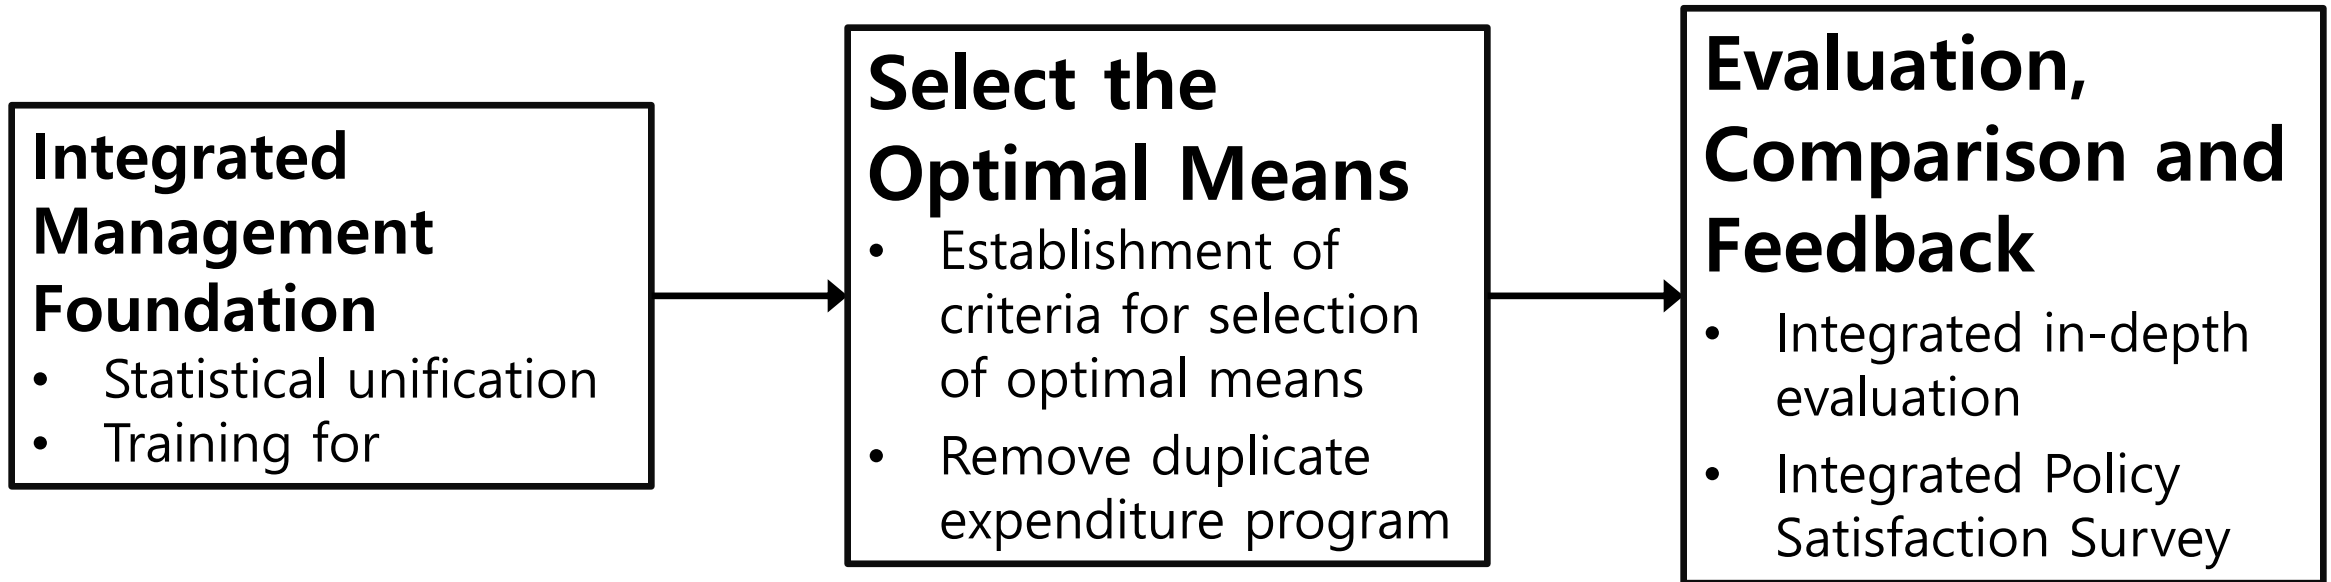 Integrated
Management
Foundation
• Statistical unification
• Training for
Select the
Optimal Means
• Establishment of
criteria for selection
of optimal means
• Remove duplicate
expenditure program
Evaluation,
Comparison and
Feedback
• Integrated in-depth
evaluation
• Integrated Policy
Satisfaction Survey